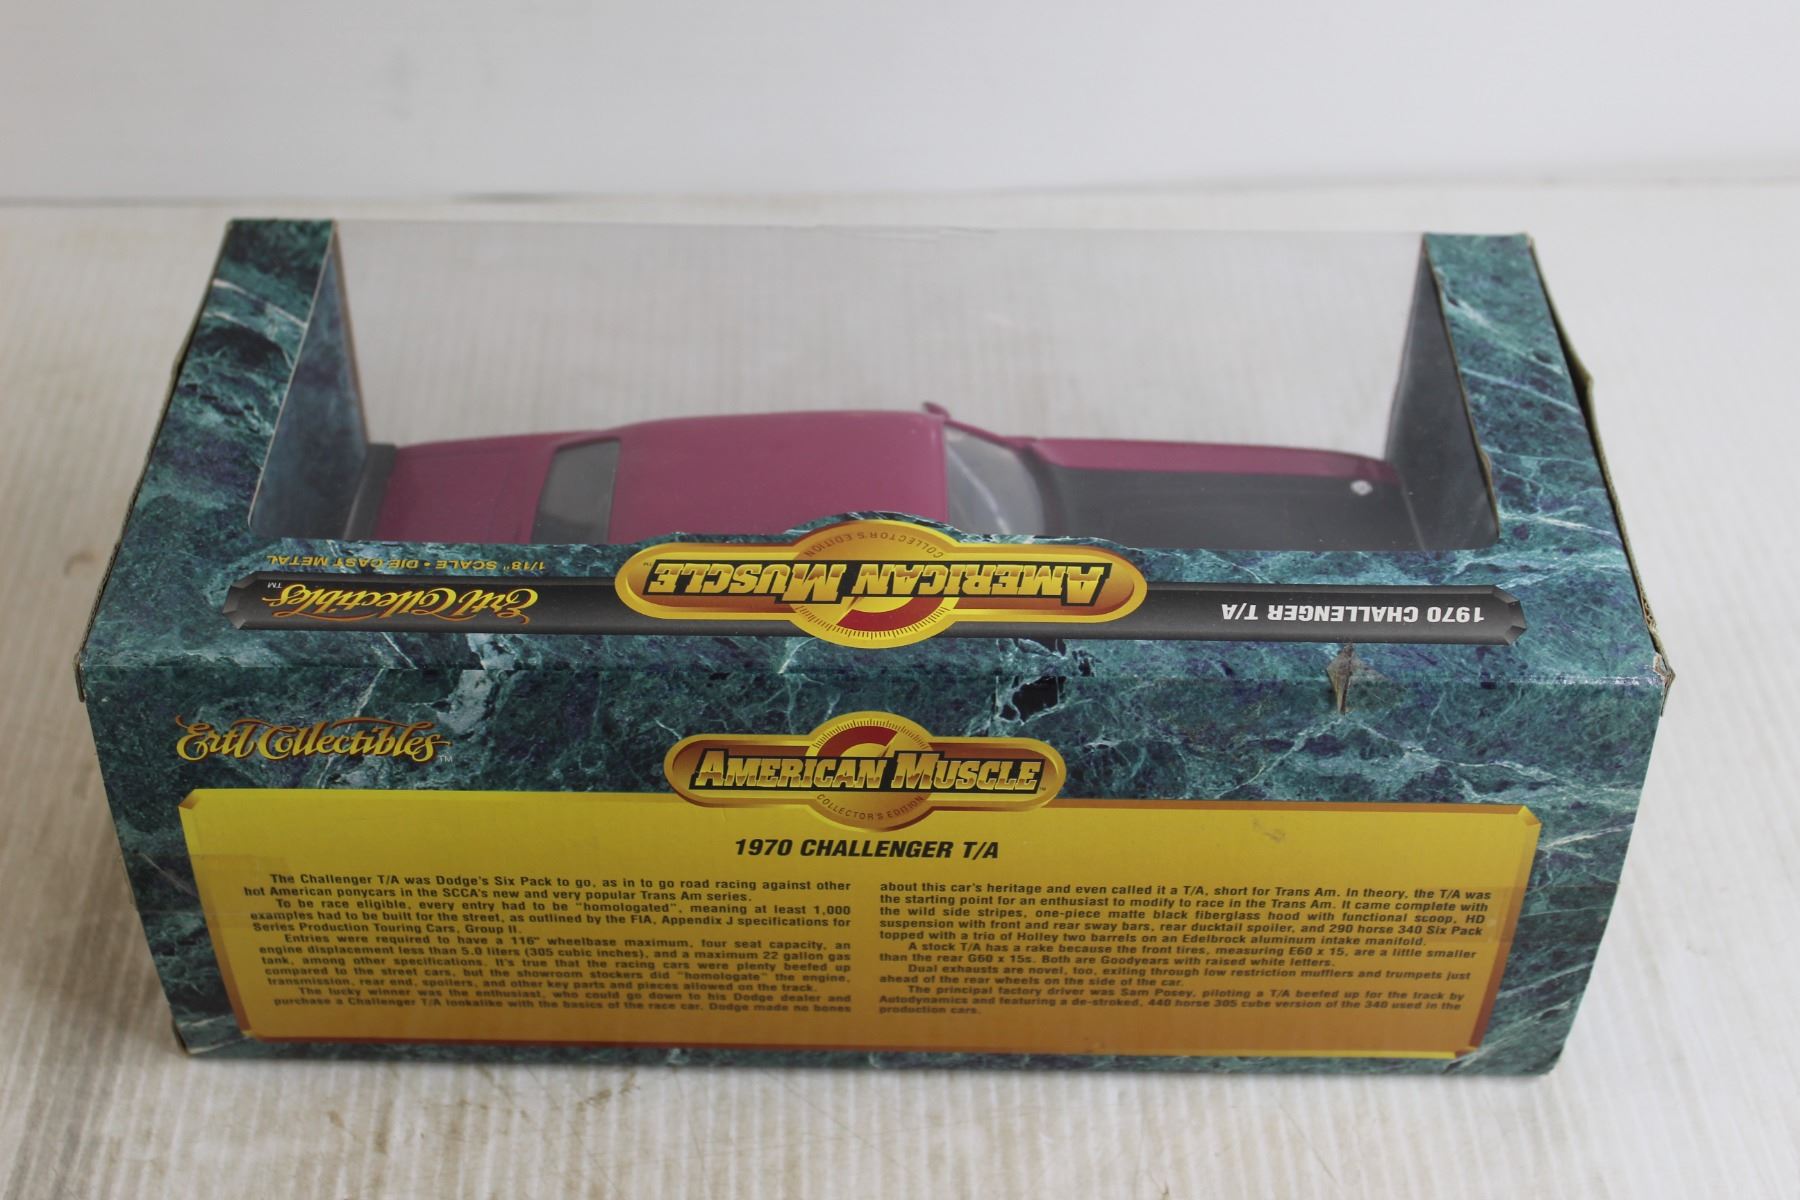 1970 CHALLENGER T/A
AMERICAN MUSCLE™
COLLECTOR'S EDITION
Ertl Collectibles™
1/18" SCALE • DIE CAST METAL
Ertl Collectibles™
AMERICAN MUSCLE™
COLLECTOR'S EDITION
1970 CHALLENGER T/A
The Challenger T/A was Dodge's Six Pack to go, as in to go road racing against other
hot American ponycars in the SCCA's new and very popular Trans Am series.
To be race eligible, every entry had to be "homologated", meaning at least 1,000
examples had to be built for the street, as outlined by the FIA, Appendix J specifications for
Series Production Touring Cars, Group II.
Entries were required to have a 116" wheelbase maximum, four seat capacity, an
engine displacement less than 5.0 liters (305 cubic inches), and a maximum 22 gallon gas
tank, among other specifications. It's true that the racing cars were plenty beefed up
compared to the street cars, but the showroom stockers did "homologate" the engine,
transmission, rear end, spoilers, and other key parts and pieces allowed on the track.
The lucky winner was the enthusiast, who could go down to his Dodge dealer and
purchase a Challenger T/A lookalike with the basics of the race car. Dodge made no bones
about this car's heritage and even called it a T/A, short for Trans Am. In theory, the T/A was
the starting point for an enthusiast to modify to race in the Trans Am. It came complete with
the wild side stripes, one-piece matte black fiberglass hood with functional scoop, HD
suspension with front and rear sway bars, rear ducktail spoiler, and 290 horse 340 Six Pack
topped with a trio of Holley two barrels on an Edelbrock aluminum intake manifold.
A stock T/A has a rake because the front tires, measuring E60 x 15, are a little smaller
than the rear G60 x 15s. Both are Goodyears with raised white letters.
Dual exhausts are novel, too, exiting through low restriction mufflers and trumpets just
ahead of the rear wheels on the side of the car.
The principal factory driver was Sam Posey, piloting a T/A beefed up for the track by
Autodynamics and featuring a de-stroked, 440 horse 305 cube version of the 340 used in the
production cars.